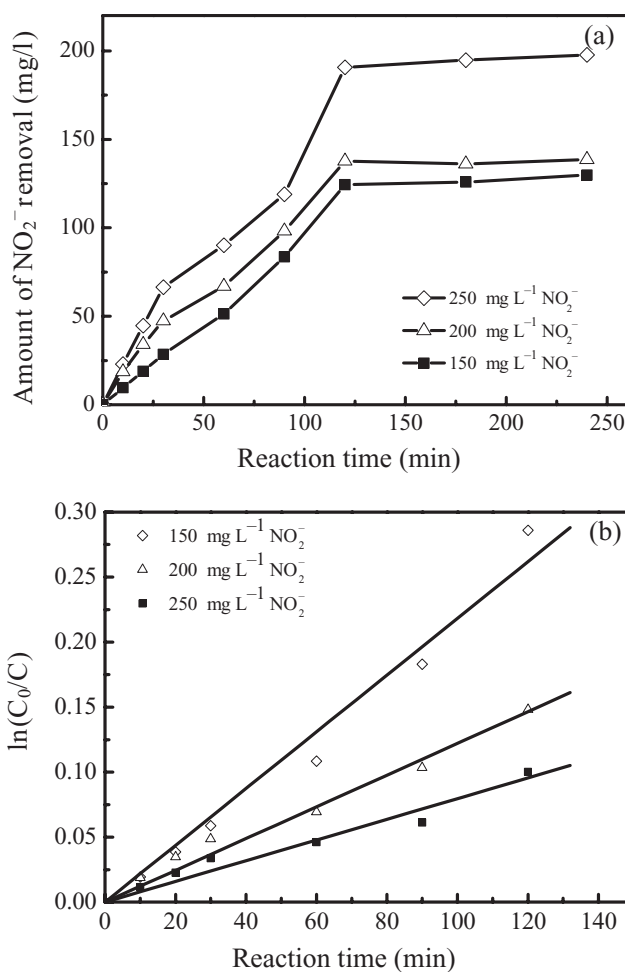 (a)
200
150
100
50
0
Amount of NO₂⁻ removal (mg/l)
250 mg L⁻¹ NO₂⁻
200 mg L⁻¹ NO₂⁻
150 mg L⁻¹ NO₂⁻
0 50 100 150 200 250
Reaction time (min)
(b)
0.30
0.25
0.20
0.15
0.10
0.05
0.00
ln(C₀/C)
150 mg L⁻¹ NO₂⁻
200 mg L⁻¹ NO₂⁻
250 mg L⁻¹ NO₂⁻
0 20 40 60 80 100 120 140
Reaction time (min)